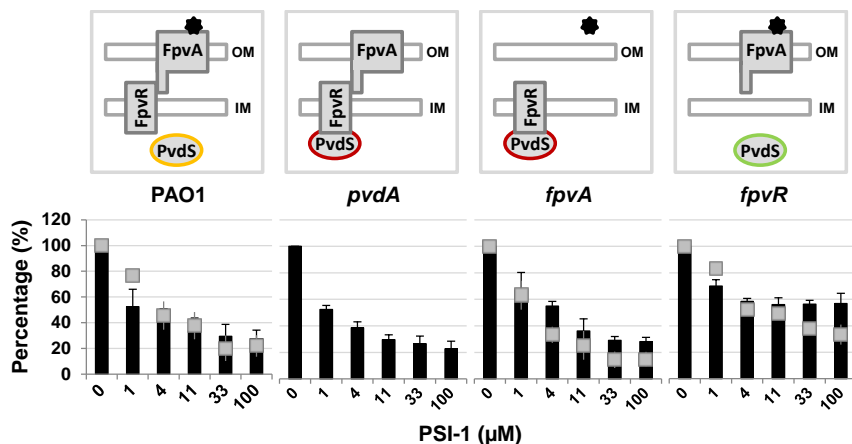 FpvA OM
FpvR IM
PvdS
FpvA OM
FpvR IM
PvdS
OM
FpvR IM
PvdS
FpvA OM
IM
PvdS
PAO1 pvdA fpvA fpvR
Percentage (%)
120
100
80
60
40
20
0
0 1 4 11 33 100
0 1 4 11 33 100
0 1 4 11 33 100
0 1 4 11 33 100
PSI-1 (µM)